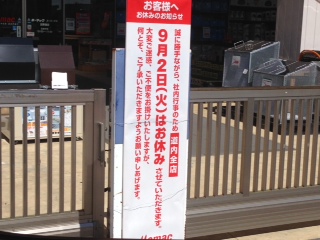 お客様へ
お休みのお知らせ
誠に勝手ながら、社内行事のため 道内全店
9月2日(火)はお休みさせていただきます。
大変ご迷惑、ご不便をお掛けいたしますが、
何とぞ、ご了承いただきますようお願い申しあげます。
Homac